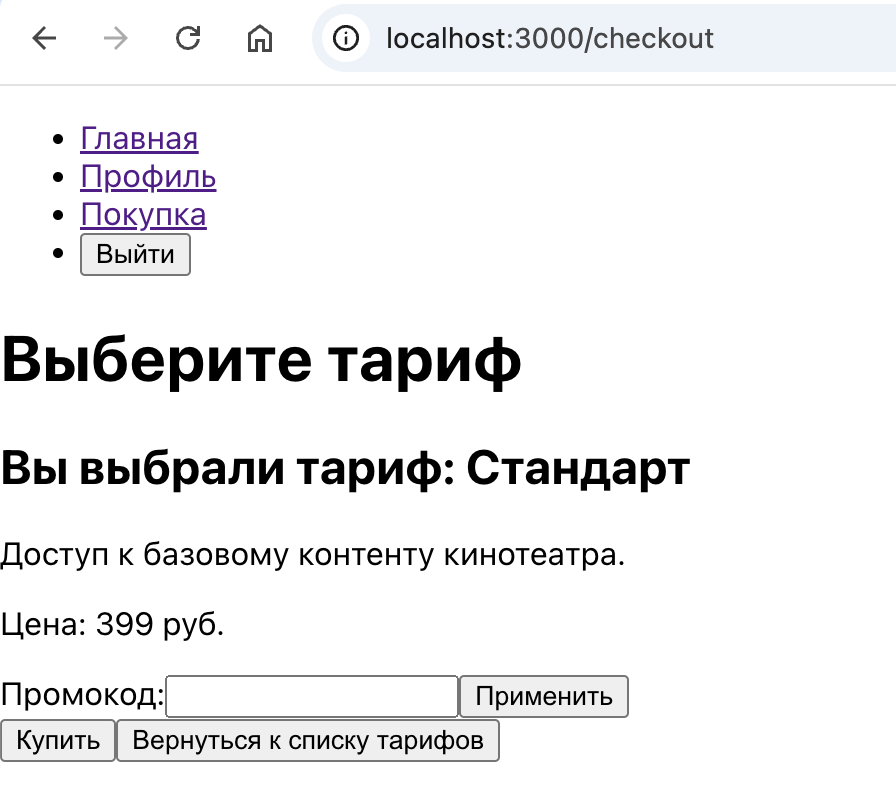 localhost:3000/checkout
Главная
Профиль
Покупка
Выйти
Выберите тариф
Вы выбрали тариф: Стандарт
Доступ к базовому контенту кинотеатра.
Цена: 399 руб.
Промокод: Применить
Купить Вернуться к списку тарифов